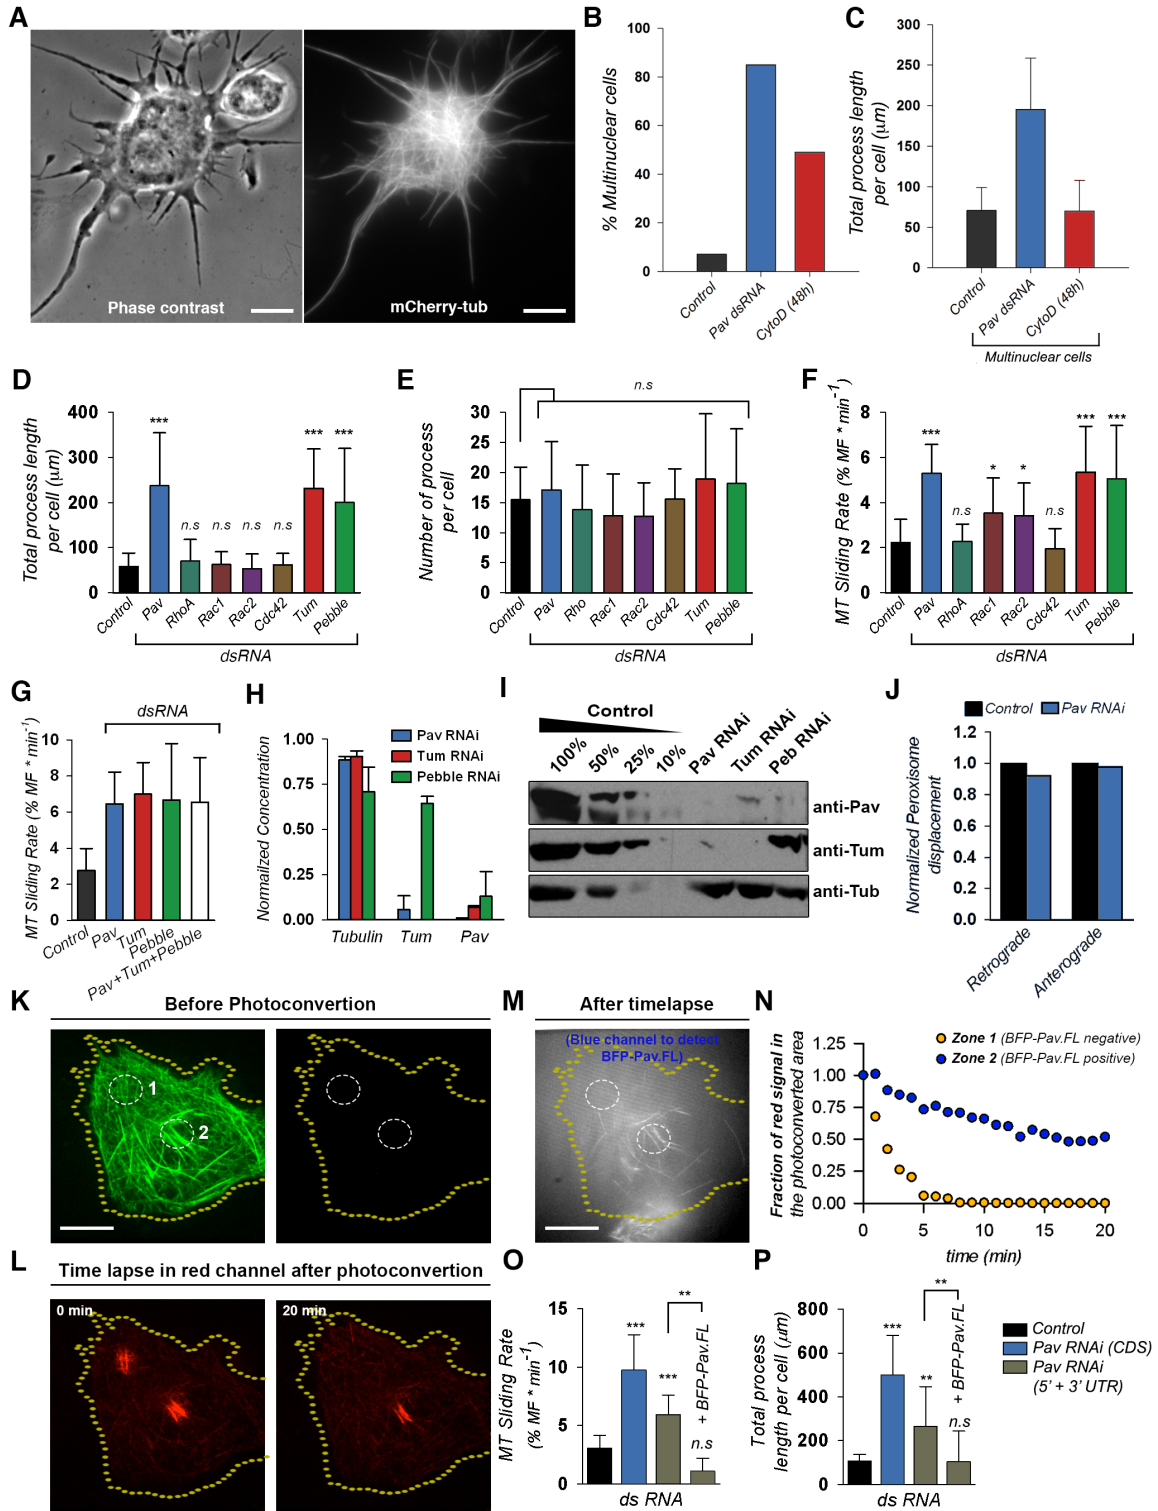 A
Phase contrast
mCherry-tub
B
% Multinuclear cells
100
80
60
40
20
0
Control
Pav dsRNA
CytoD (48h)
C
Total process length
per cell (μm)
300
250
200
150
100
50
0
Control
Pav dsRNA
CytoD (48h)
Multinuclear cells
D
Total process length
per cell (μm)
400
300
200
100
0
***
n.s
n.s
n.s
n.s
***
***
Control
Pav
RhoA
Rac1
Rac2
Cdc42
Tum
Pebble
dsRNA
E
Number of process
per cell
30
25
20
15
10
5
0
n.s
Control
Pav
Rho
Rac1
Rac2
Cdc42
Tum
Pebble
dsRNA
F
MT Sliding Rate (% MF * min-1)
8
6
4
2
0
***
n.s
*
*
n.s
***
***
Control
Pav
RhoA
Rac1
Rac2
Cdc42
Tum
Pebble
dsRNA
G
dsRNA
MT Sliding Rate (% MF * min-1)
10
8
6
4
2
0
Control
Pav
Tum
Pebble
Pav+Tum+Pebble
H
Normailzed Concentration
1.00
0.75
0.50
0.25
0.00
Pav RNAi
Tum RNAi
Pebble RNAi
Tubulin
Tum
Pav
I
Control
100%
50%
25%
10%
Pav RNAi
Tum RNAi
Peb RNAi
anti-Pav
anti-Tum
anti-Tub
J
Control
Pav RNAi
Normalized Peroxisome
displacement
1.2
1.0
0.8
0.6
0.4
0.2
0.0
Retrograde
Anterograde
K
Before Photoconvertion
1
2
M
After timelapse
(Blue channel to detect
BFP-Pav.FL)
N
Zone 1 (BFP-Pav.FL negative)
Zone 2 (BFP-Pav.FL positive)
Fraction of red signal in
the photoconverted area
1.25
1.00
0.75
0.50
0.25
0.00
0
5
10
15
20
time (min)
L
Time lapse in red channel after photoconvertion
0 min
20 min
O
MT Sliding Rate
(% MF * min-1)
15
10
5
0
***
***
**
+ BFP-Pav.FL
n.s
ds RNA
P
Total process
length per cell (μm)
800
600
400
200
0
***
**
**
+ BFP-Pav.FL
n.s
ds RNA
Control
Pav RNAi (CDS)
Pav RNAi
(5' + 3' UTR)